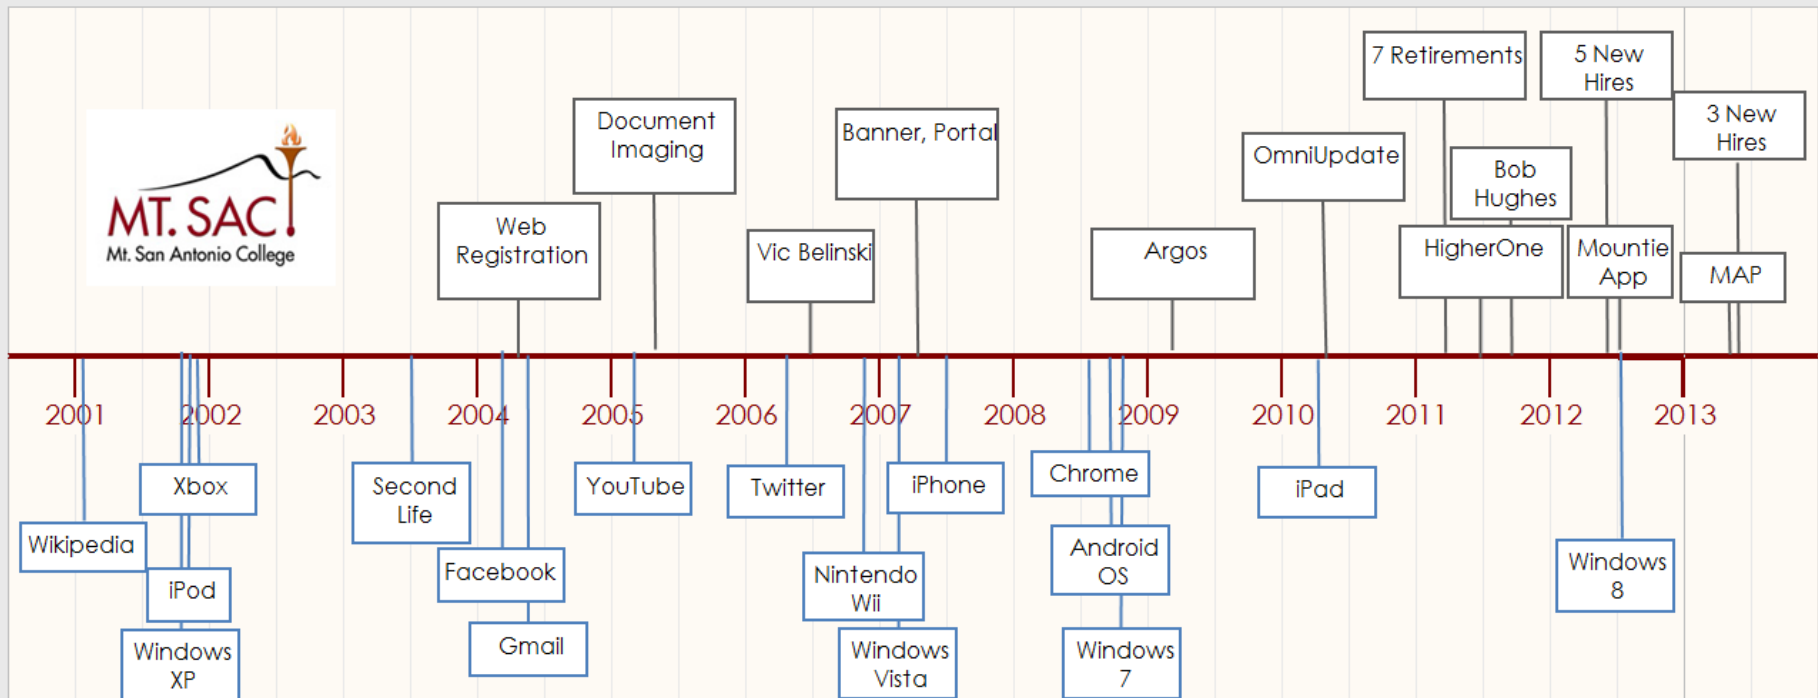 7 Retirements
5 New
Hires
3 New
Hires
Document
Imaging
Banner, Portal
OmniUpdate
Bob
Hughes
MT. SAC
Mt. San Antonio College
Web
Registration
Vic Belinski
Argos
HigherOne
Mountie
App
MAP
2001
2002
2003
2004
2005
2006
2007
2008
2009
2010
2011
2012
2013
Xbox
Second
Life
YouTube
Twitter
iPhone
Chrome
iPad
Wikipedia
Facebook
Android
OS
Windows
8
iPod
Nintendo
Wii
Gmail
Windows
XP
Windows
Vista
Windows
7